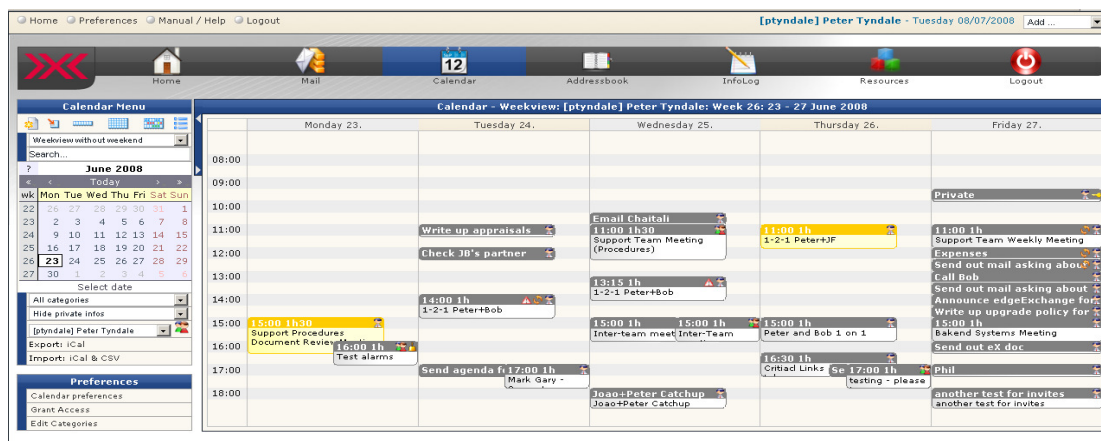 Home Preferences Manual / Help Logout
[ptyndale] Peter Tyndale - Tuesday 08/07/2008 Add ...
12
Home Mail Calendar Addressbook InfoLog Resources Logout
Calendar Menu
Weekview without weekend
Search...
? June 2008
« < Today > »
wk Mon Tue Wed Thu Fri Sat Sun
22 26 27 28 29 30 31 1
23 2 3 4 5 6 7 8
24 9 10 11 12 13 14 15
25 16 17 18 19 20 21 22
26 23 24 25 26 27 28 29
27 30 1 2 3 4 5 6
Select date
All categories
Hide private infos
[ptyndale] Peter Tyndale
Export: iCal
Import: iCal & CSV
Preferences
Calendar preferences
Grant Access
Edit Categories
Calendar - Weekview: [ptyndale] Peter Tyndale: Week 26: 23 - 27 June 2008
Monday 23. Tuesday 24. Wednesday 25. Thursday 26. Friday 27.
08:00
09:00
10:00
11:00
12:00
13:00
14:00
15:00
16:00
17:00
18:00
15:00 1h30
Support Procedures
Document Review
16:00 1h
Test alarms
Write up appraisals
Check JB's partner
14:00 1h
1-2-1 Peter+Bob
Send agenda f
17:00 1h
Mark Gary -
Email Chaitali
11:00 1h30
Support Team Meeting
(Procedures)
13:15 1h
1-2-1 Peter+Bob
15:00 1h
Inter-team meet
15:00 1h
Inter-Team
Joao+Peter Catchup
Joao+Peter Catchup
11:00 1h
1-2-1 Peter+JF
15:00 1h
Peter and Bob 1 on 1
16:30 1h
Critiacl Links
Se
17:00 1h
testing - please
Private
11:00 1h
Support Team Weekly Meeting
Expenses
Send out mail asking abou
Call Bob
Send out mail asking about
Announce edgeExchange for
Write up upgrade policy for
15:00 1h
Bakend Systems Meeting
Send out eX doc
Phil
another test for invites
another test for invites